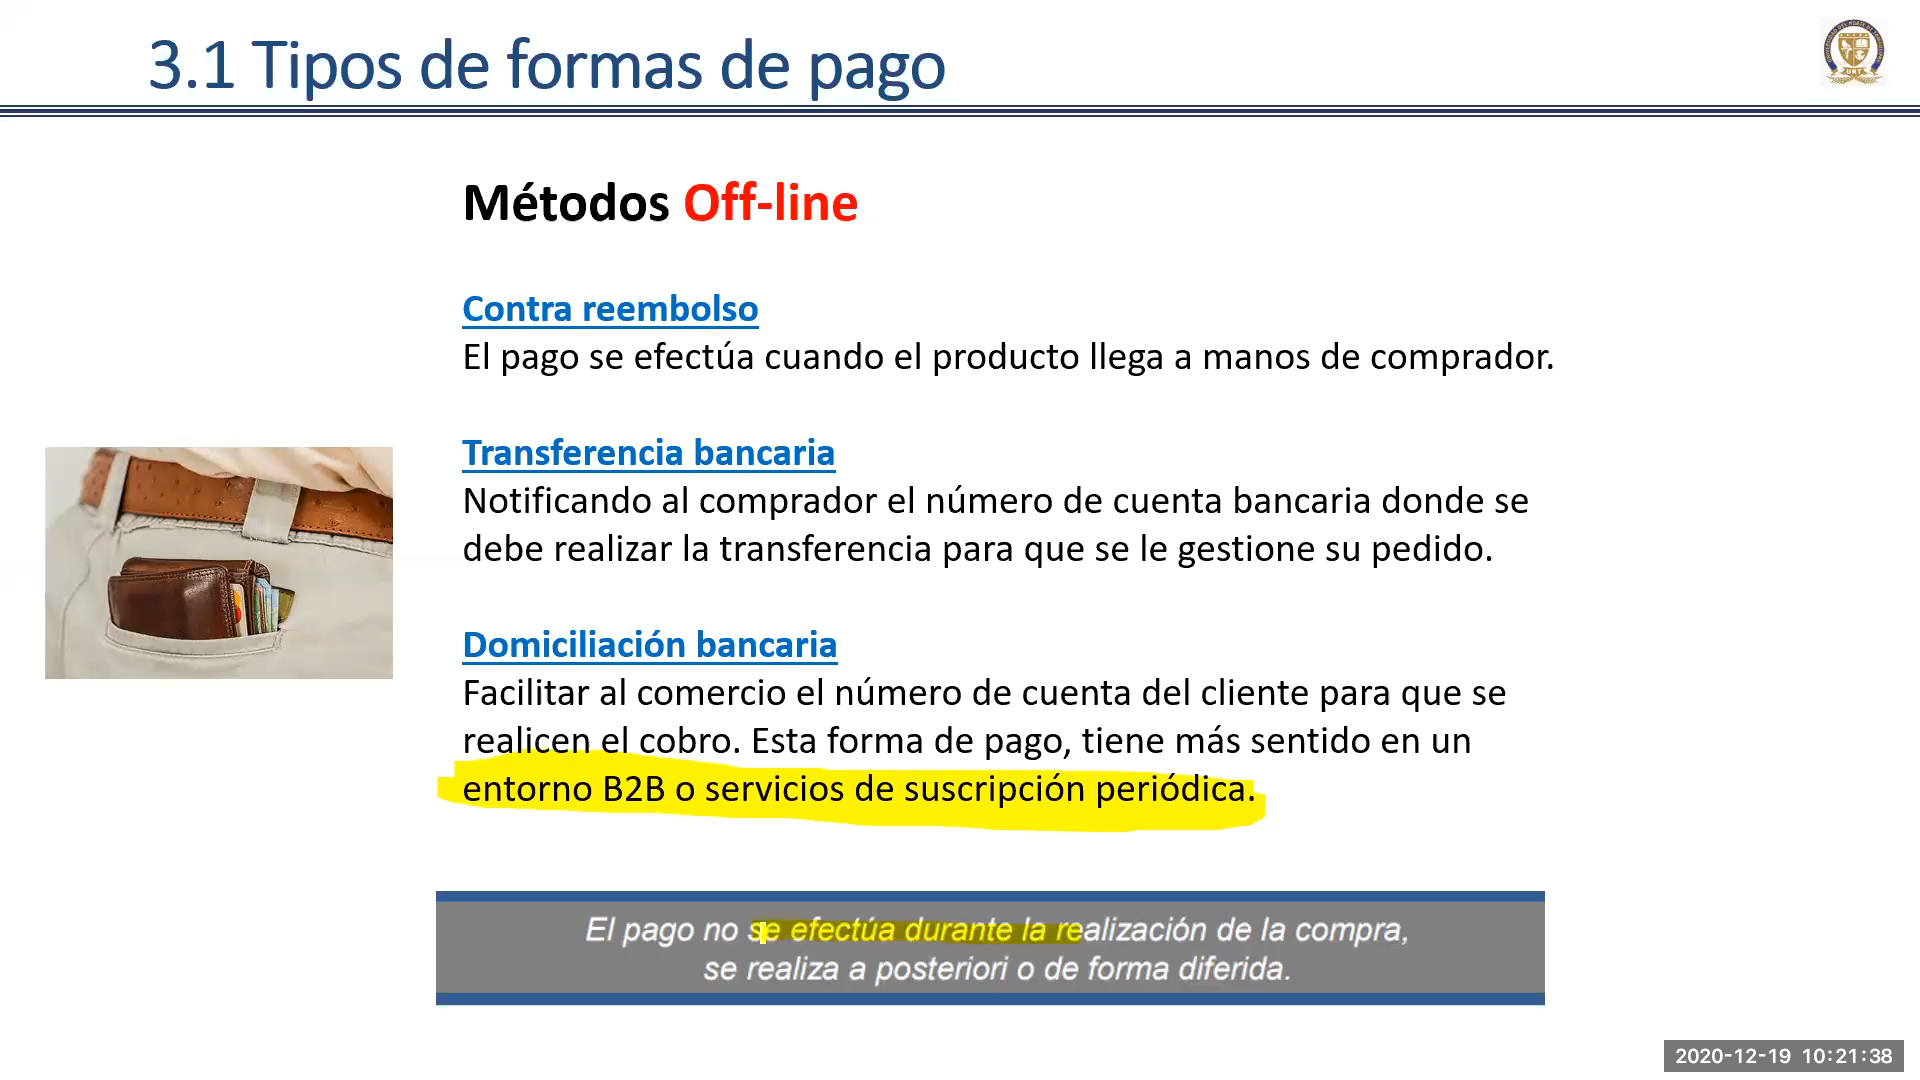 3.1 Tipos de formas de pago
Métodos Off-line
Contra reembolso
El pago se efectúa cuando el producto llega a manos de comprador.
Transferencia bancaria
Notificando al comprador el número de cuenta bancaria donde se
debe realizar la transferencia para que se le gestione su pedido.
Domiciliación bancaria
Facilitar al comercio el número de cuenta del cliente para que se
realicen el cobro. Esta forma de pago, tiene más sentido en un
entorno B2B o servicios de suscripción periódica.
El pago no se efectúa durante la realización de la compra,
se realiza a posteriori o de forma diferida.
2020-12-19 10:21:38